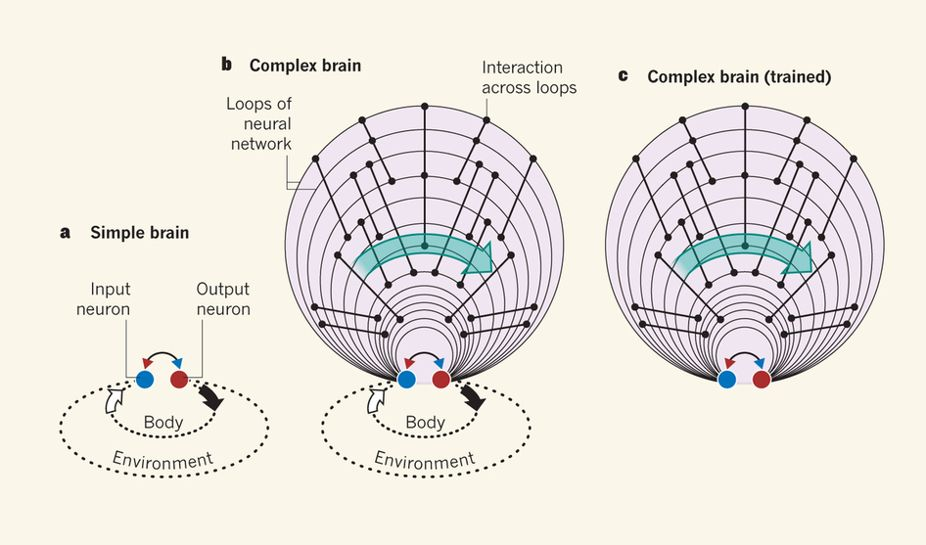 b Complex brain
Loops of
neural
network
Interaction
across loops
c Complex brain (trained)
a Simple brain
Input
neuron
Output
neuron
Body
Environment
Body
Environment